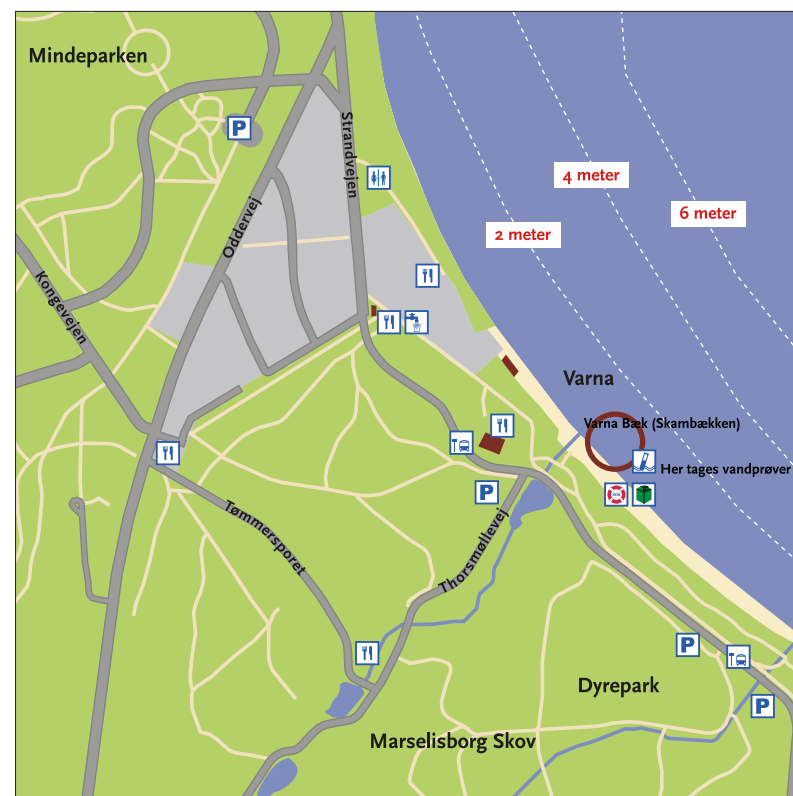 Mindeparken
P
Strandvejen
4 meter
6 meter
2 meter
Oddervej
Kongevejen
Varna
Varna Bæk (Skambækken)
Her tages vandprøver
P
Tømmersporet
Thorsmøllevej
P
Dyrepark
P
Marselisborg Skov